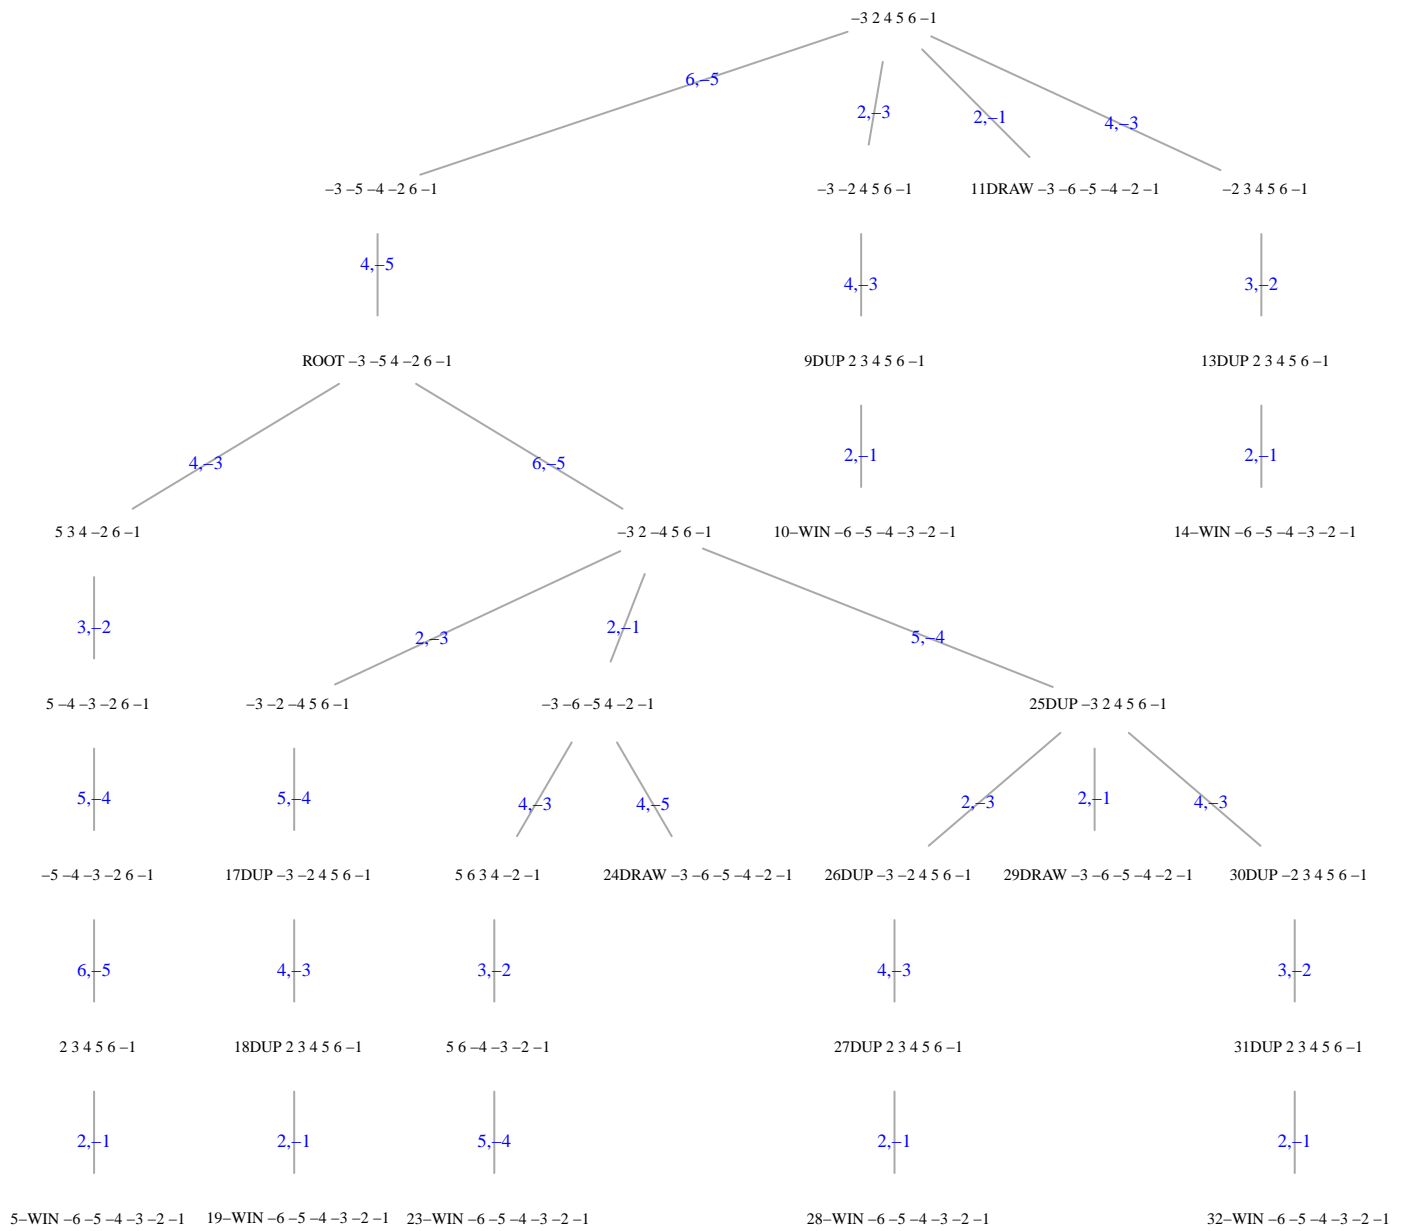 –3 2 4 5 6 –1
6,–5
2,–3
2,–1
4,–3
–3 –5 –4 –2 6 –1
–3 –2 4 5 6 –1
11DRAW –3 –6 –5 –4 –2 –1
–2 3 4 5 6 –1
4,–5
4,–3
3,–2
ROOT –3 –5 4 –2 6 –1
9DUP 2 3 4 5 6 –1
13DUP 2 3 4 5 6 –1
4,–3
6,–5
2,–1
2,–1
5 3 4 –2 6 –1
–3 2 –4 5 6 –1
10–WIN –6 –5 –4 –3 –2 –1
14–WIN –6 –5 –4 –3 –2 –1
3,–2
2,–3
2,–1
5,–4
5 –4 –3 –2 6 –1
–3 –2 –4 5 6 –1
–3 –6 –5 4 –2 –1
25DUP –3 2 4 5 6 –1
5,–4
5,–4
4,–3
4,–5
2,–3
2,–1
4,–3
–5 –4 –3 –2 6 –1
17DUP –3 –2 4 5 6 –1
5 6 3 4 –2 –1
24DRAW –3 –6 –5 –4 –2 –1
26DUP –3 –2 4 5 6 –1
29DRAW –3 –6 –5 –4 –2 –1
30DUP –2 3 4 5 6 –1
6,–5
4,–3
3,–2
4,–3
3,–2
2 3 4 5 6 –1
18DUP 2 3 4 5 6 –1
5 6 –4 –3 –2 –1
27DUP 2 3 4 5 6 –1
31DUP 2 3 4 5 6 –1
2,–1
2,–1
5,–4
2,–1
2,–1
5–WIN –6 –5 –4 –3 –2 –1
19–WIN –6 –5 –4 –3 –2 –1
23–WIN –6 –5 –4 –3 –2 –1
28–WIN –6 –5 –4 –3 –2 –1
32–WIN –6 –5 –4 –3 –2 –1